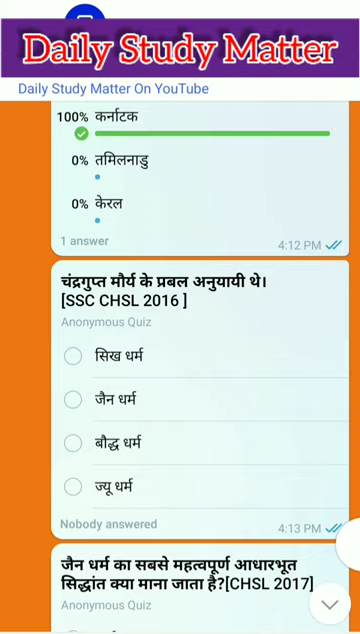 Daily Study Matter
Daily Study Matter On YouTube
100% कर्नाटक
0% तमिलनाडु
0% केरल
1 answer 4:12 PM
चंद्रगुप्त मौर्य के प्रबल अनुयायी थे।
[SSC CHSL 2016 ]
Anonymous Quiz
सिख धर्म
जैन धर्म
बौद्ध धर्म
ज्यू धर्म
Nobody answered 4:13 PM
जैन धर्म का सबसे महत्वपूर्ण आधारभूत
सिद्धांत क्या माना जाता है?[CHSL 2017]
Anonymous Quiz